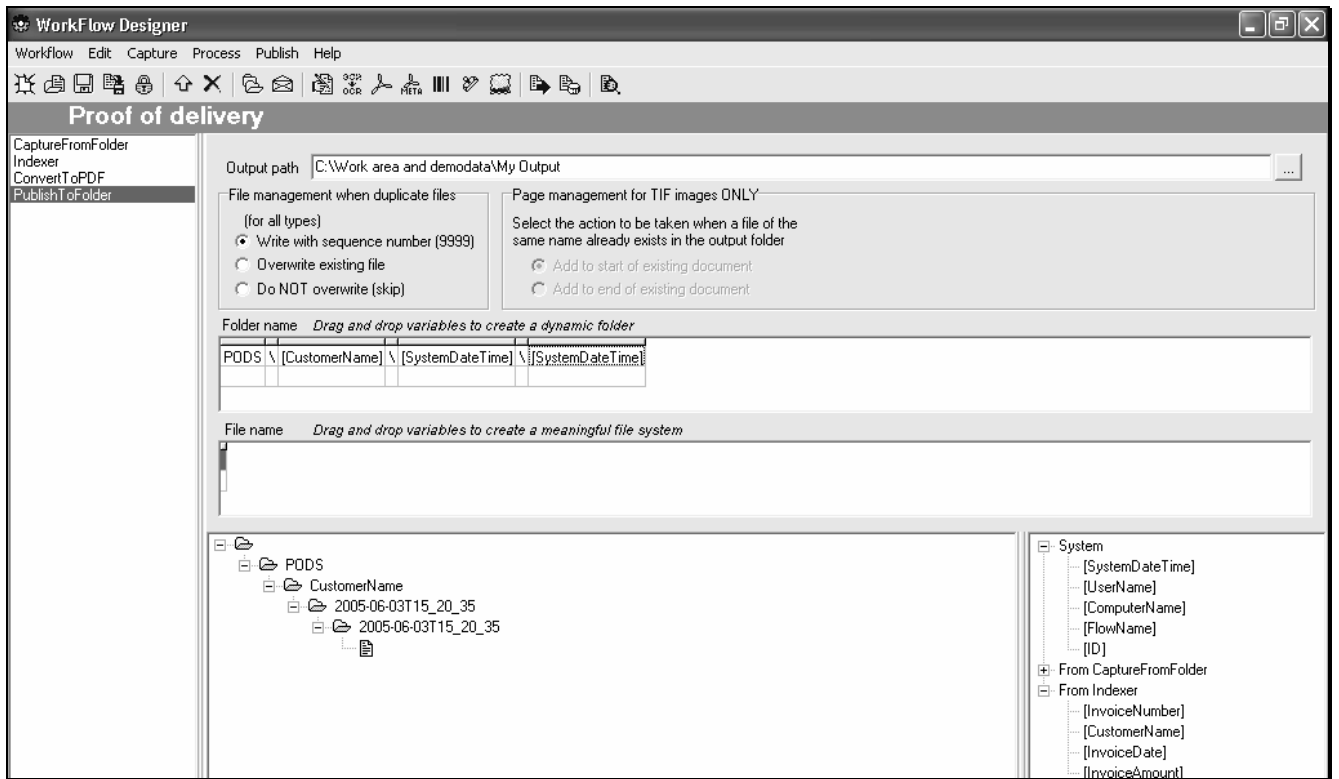 WorkFlow Designer
Workflow Edit Capture Process Publish Help
OCR
OCR
META
Proof of delivery
CaptureFromFolder
Indexer
ConvertToPDF
PublishToFolder
Output path C:\Work area and demodata\My Output ...
File management when duplicate files
(for all types)
Write with sequence number (9999)
Overwrite existing file
Do NOT overwrite (skip)
Page management for TIF images ONLY
Select the action to be taken when a file of the
same name already exists in the output folder
Add to start of existing document
Add to end of existing document
Folder name Drag and drop variables to create a dynamic folder
PODS \ [CustomerName] \ [SystemDateTime] \ [SystemDateTime]
File name Drag and drop variables to create a meaningful file system
PODS
CustomerName
2005-06-03T15_20_35
2005-06-03T15_20_35
System
[SystemDateTime]
[UserName]
[ComputerName]
[FlowName]
[ID]
From CaptureFromFolder
From Indexer
[InvoiceNumber]
[CustomerName]
[InvoiceDate]
[InvoiceAmount]